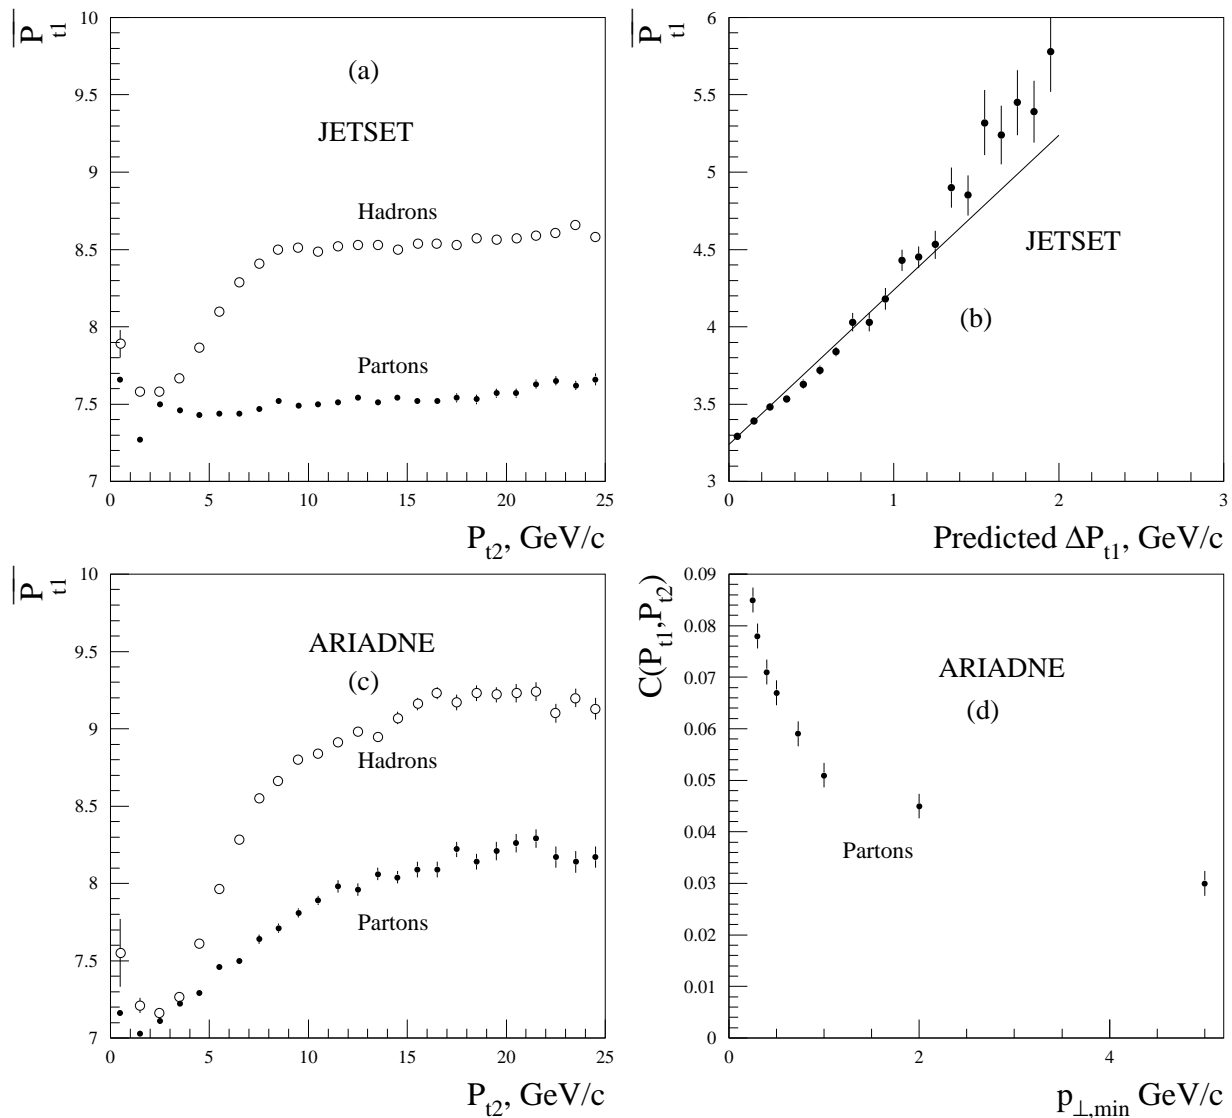 P̅t1
10
9.5
9
8.5
8
7.5
7
(a)
JETSET
Hadrons
Partons
0 5 10 15 20 25
Pt2, GeV/c
P̅t1
6
5.5
5
4.5
4
3.5
3
JETSET
(b)
0 1 2 3
Predicted ΔPt1, GeV/c
P̅t1
10
9.5
9
8.5
8
7.5
7
ARIADNE
(c)
Hadrons
Partons
0 5 10 15 20 25
Pt2, GeV/c
C(Pt1,Pt2)
0.09
0.08
0.07
0.06
0.05
0.04
0.03
0.02
0.01
0
ARIADNE
(d)
Partons
0 2 4
p⊥,min GeV/c